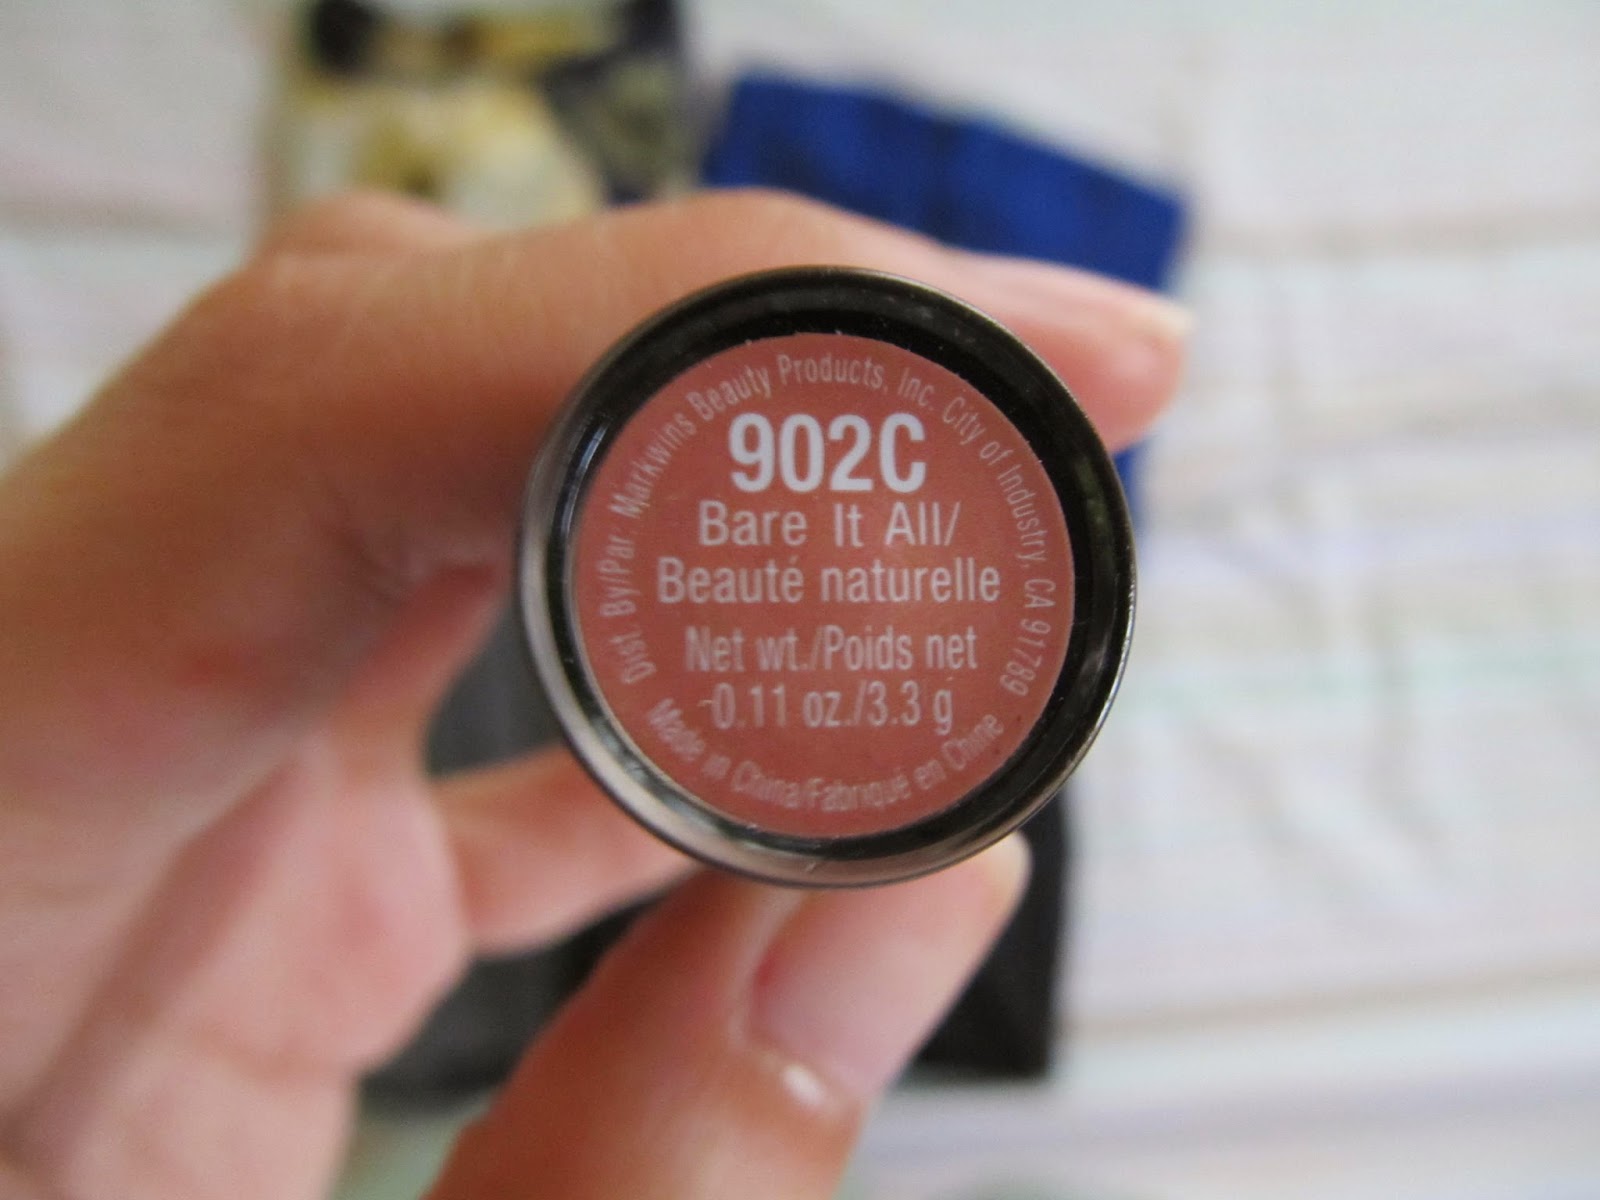 Dist. By/Par: Markwins Beauty Products, Inc. City of Industry, CA 91789
902C
Bare It All/
Beauté naturelle
Net wt./Poids net
0.11 oz./3.3 g
Made in China/Fabriqué en Chine